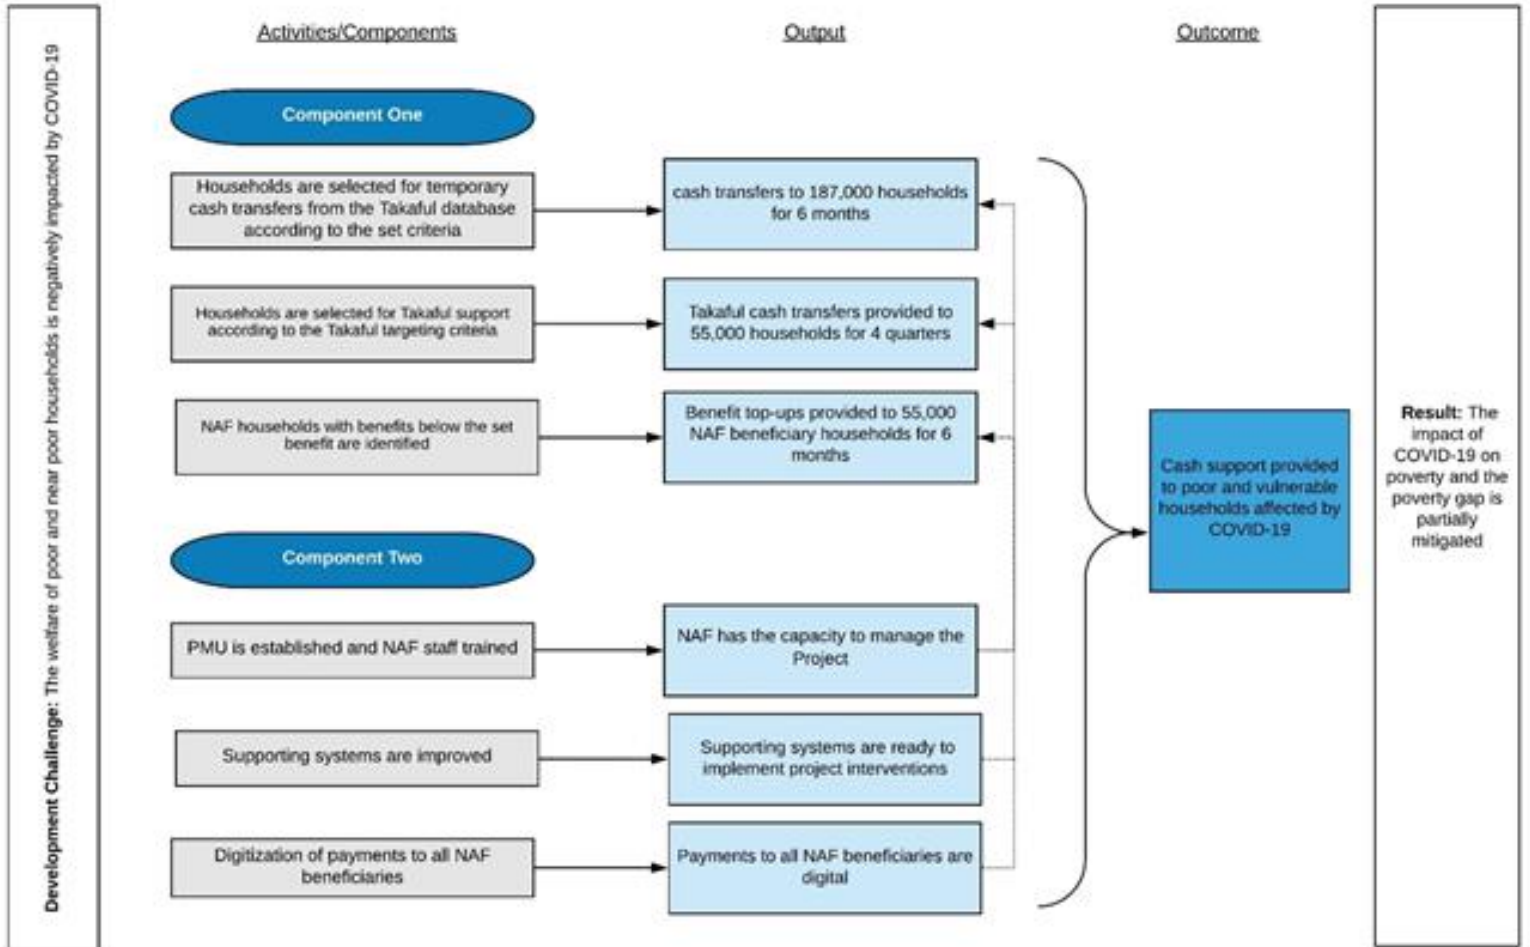 Development Challenge: The welfare of poor and near poor households is negatively impacted by COVID-19
Activities/Components
Output
Outcome
Component One
Households are selected for temporary
cash transfers from the Takaful database
according to the set criteria
cash transfers to 187,000 households
for 6 months
Households are selected for Takaful support
according to the Takaful targeting criteria
Takaful cash transfers provided to
55,000 households for 4 quarters
NAF households with benefits below the set
benefit are identified
Benefit top-ups provided to 55,000
NAF beneficiary households for 6
months
Component Two
PMU is established and NAF staff trained
NAF has the capacity to manage the
Project
Supporting systems are improved
Supporting systems are ready to
implement project interventions
Digitization of payments to all NAF
beneficiaries
Payments to all NAF beneficiaries are
digital
Cash support provided
to poor and vulnerable
households affected by
COVID-19
Result: The
impact of
COVID-19 on
poverty and the
poverty gap is
partially
mitigated